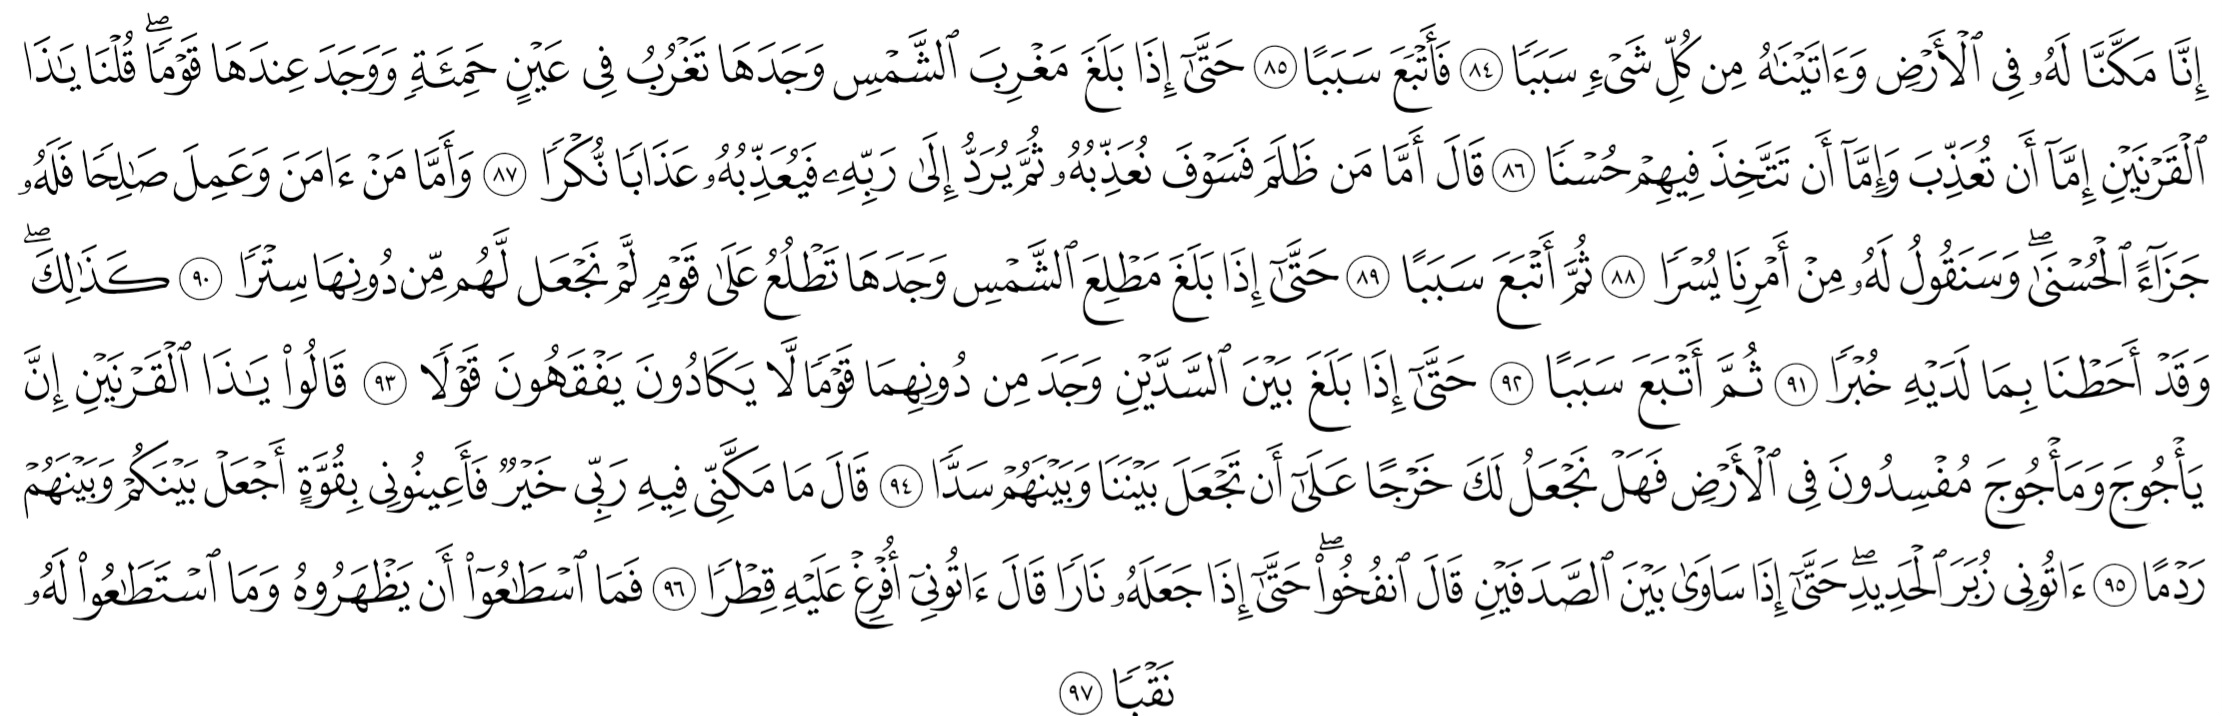 إِنَّا مَكَّنَّا لَهُۥ فِى ٱلْأَرْضِ وَءَاتَيْنَٰهُ مِن كُلِّ شَىْءٍ سَبَبًا ٨٤ فَأَتْبَعَ سَبَبًا ٨٥ حَتَّىٰٓ إِذَا بَلَغَ مَغْرِبَ ٱلشَّمْسِ وَجَدَهَا تَغْرُبُ فِى عَيْنٍ حَمِئَةٍ وَوَجَدَ عِندَهَا قَوْمًا ۖ قُلْنَا يَٰذَا
ٱلْقَرْنَيْنِ إِمَّآ أَن تُعَذِّبَ وَإِمَّآ أَن تَتَّخِذَ فِيهِمْ حُسْنًا ٨٦ قَالَ أَمَّا مَن ظَلَمَ فَسَوْفَ نُعَذِّبُهُۥ ثُمَّ يُرَدُّ إِلَىٰ رَبِّهِۦ فَيُعَذِّبُهُۥ عَذَابًا نُّكْرًا ٨٧ وَأَمَّا مَنْ ءَامَنَ وَعَمِلَ صَٰلِحًا فَلَهُۥ
جَزَآءً ٱلْحُسْنَىٰ ۖ وَسَنَقُولُ لَهُۥ مِنْ أَمْرِنَا يُسْرًا ٨٨ ثُمَّ أَتْبَعَ سَبَبًا ٨٩ حَتَّىٰٓ إِذَا بَلَغَ مَطْلِعَ ٱلشَّمْسِ وَجَدَهَا تَطْلُعُ عَلَىٰ قَوْمٍ لَّمْ نَجْعَل لَّهُم مِّن دُونِهَا سِتْرًا ٩٠ كَذَٰلِكَ ۖ
وَقَدْ أَحَطْنَا بِمَا لَدَيْهِ خُبْرًا ٩١ ثُمَّ أَتْبَعَ سَبَبًا ٩٢ حَتَّىٰٓ إِذَا بَلَغَ بَيْنَ ٱلسَّدَّيْنِ وَجَدَ مِن دُونِهِمَا قَوْمًا لَّا يَكَادُونَ يَفْقَهُونَ قَوْلًا ٩٣ قَالُوا۟ يَٰذَا ٱلْقَرْنَيْنِ إِنَّ
يَأْجُوجَ وَمَأْجُوجَ مُفْسِدُونَ فِى ٱلْأَرْضِ فَهَلْ نَجْعَلُ لَكَ خَرْجًا عَلَىٰٓ أَن تَجْعَلَ بَيْنَنَا وَبَيْنَهُمْ سَدًّا ٩٤ قَالَ مَا مَكَّنِّى فِيهِ رَبِّى خَيْرٌ فَأَعِينُونِى بِقُوَّةٍ أَجْعَلْ بَيْنَكُمْ وَبَيْنَهُمْ
رَدْمًا ٩٥ ءَاتُونِى زُبَرَ ٱلْحَدِيدِ ۖ حَتَّىٰٓ إِذَا سَاوَىٰ بَيْنَ ٱلصَّدَفَيْنِ قَالَ ٱنفُخُوا۟ ۖ حَتَّىٰٓ إِذَا جَعَلَهُۥ نَارًا قَالَ ءَاتُونِىٓ أُفْرِغْ عَلَيْهِ قِطْرًا ٩٦ فَمَا ٱسْطَٰعُوٓا۟ أَن يَظْهَرُوهُ وَمَا ٱسْتَطَٰعُوا۟ لَهُۥ
نَقْبًا ٩٧